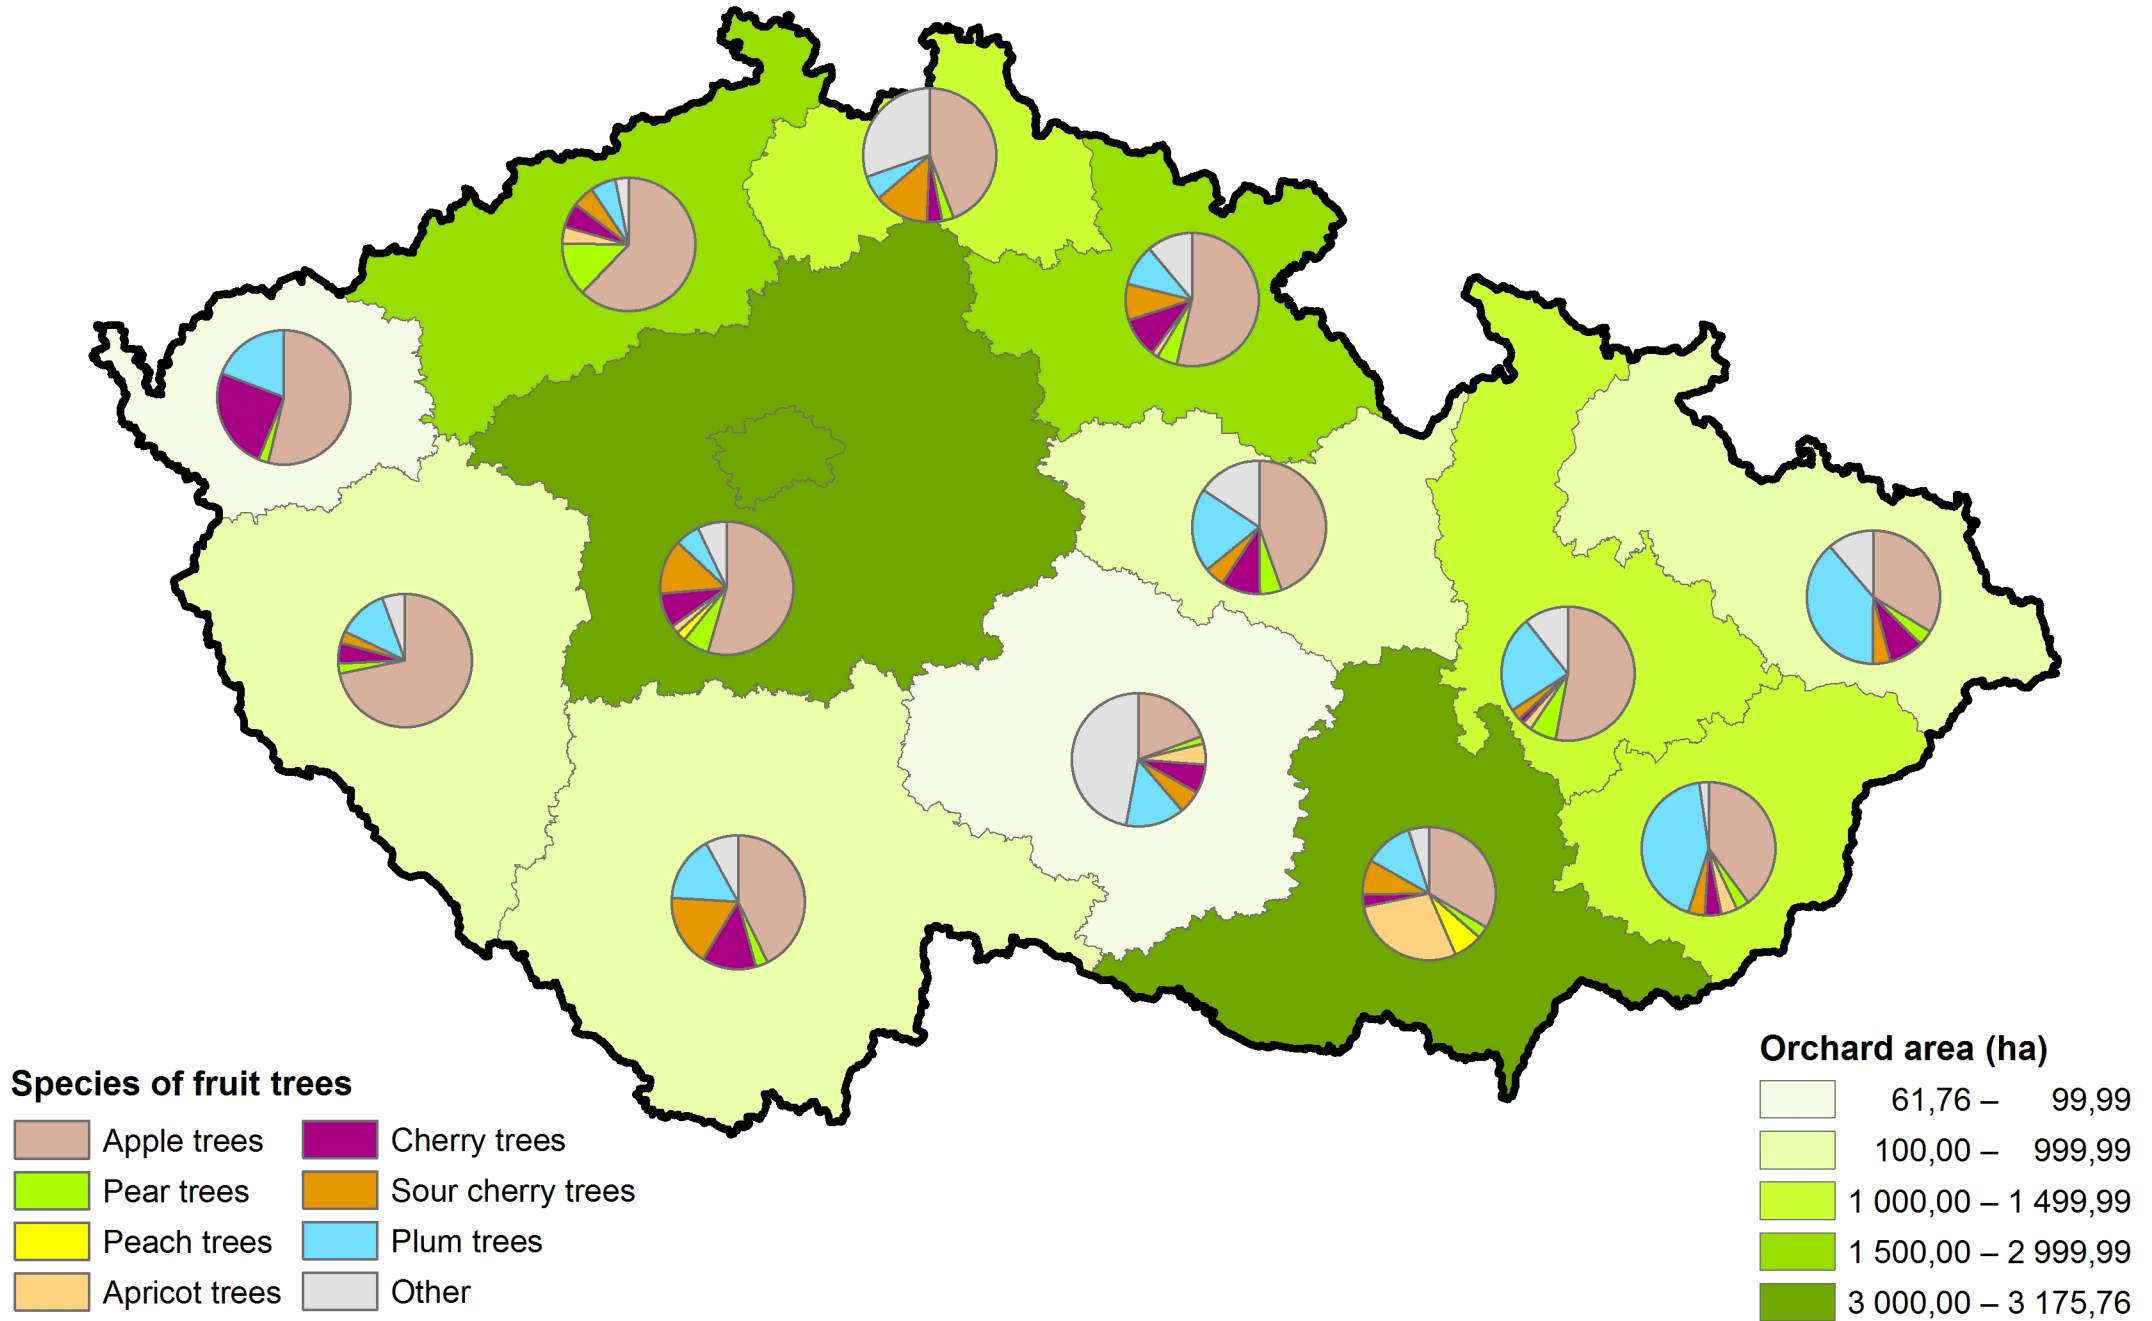 Species of fruit trees
Apple trees
Pear trees
Peach trees
Apricot trees
Cherry trees
Sour cherry trees
Plum trees
Other
Orchard area (ha)
61,76 – 99,99
100,00 – 999,99
1 000,00 – 1 499,99
1 500,00 – 2 999,99
3 000,00 – 3 175,76